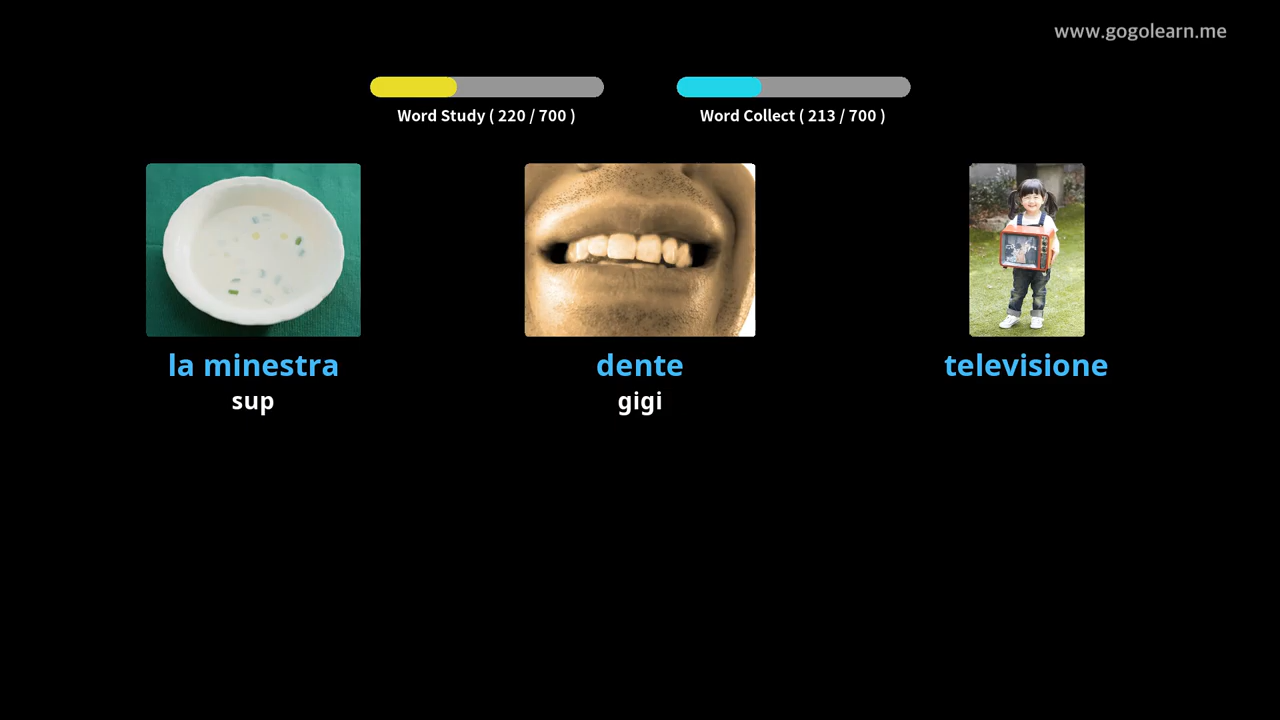 www.gogolearn.me
Word Study ( 220 / 700 )
Word Collect ( 213 / 700 )
la minestra
sup
dente
gigi
televisione